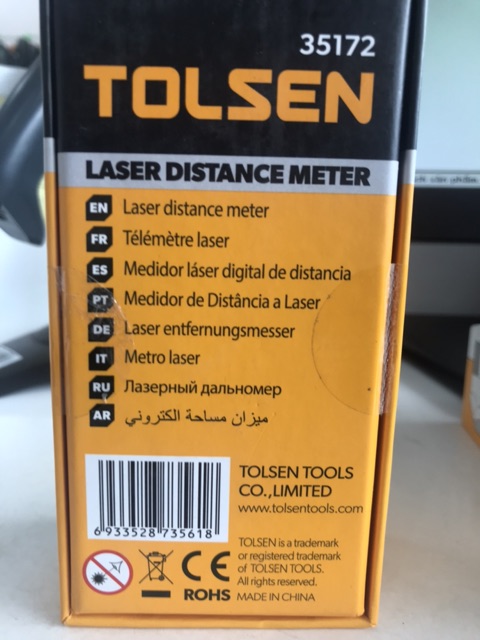 35172
TOLSEN
LASER DISTANCE METER
EN Laser distance meter
FR Télémètre laser
ES Medidor láser digital de distancia
PT Medidor de Distância a Laser
DE Laser entfernungsmesser
IT Metro laser
RU Лазерный дальномер
AR ميزان مساحة الكتروني
TOLSEN TOOLS
CO.,LIMITED
www.tolsentools.com
6 933528 735618
TOLSEN is a trademark
or registered trademark
of TOLSEN TOOLS.
All rights reserved.
MADE IN CHINA
CE
ROHS